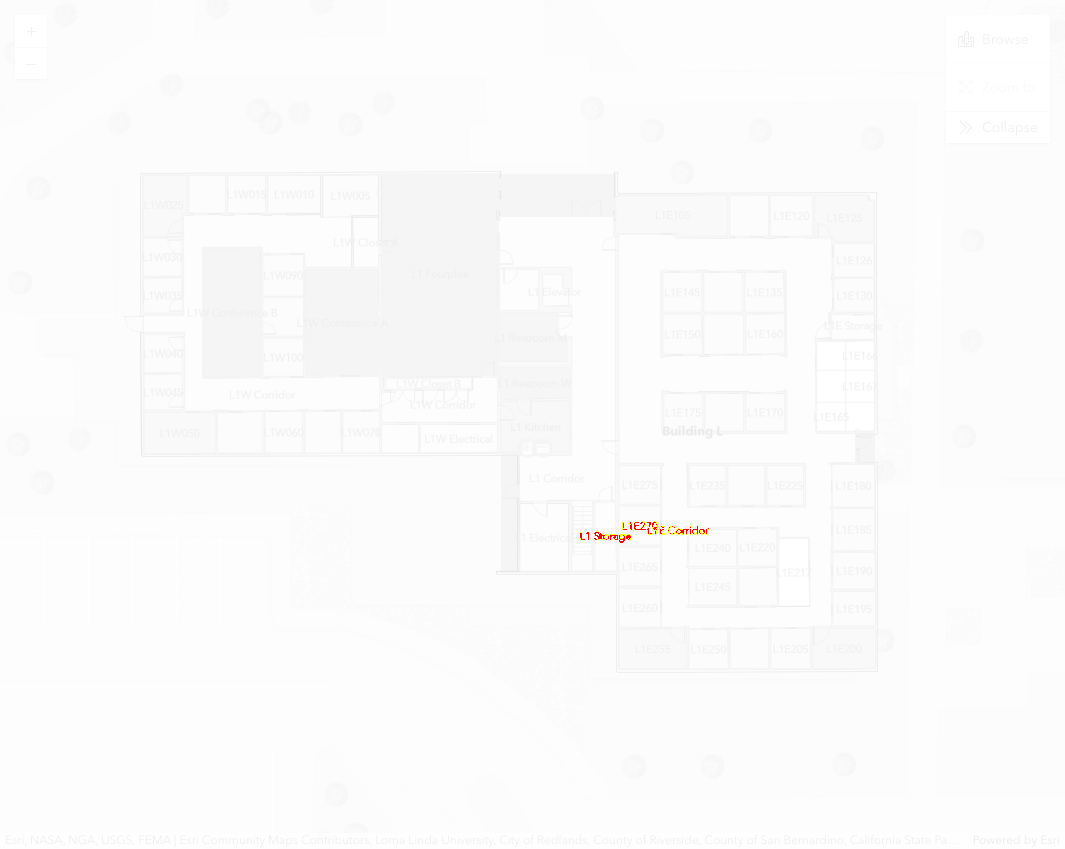 +
−
Browse
Zoom to
Collapse
L1W025
L1W015
L1W010
L1W005
L1E105
L1E120
L1E125
L1W030
L1W Closet A
L1E126
L1W090
L1 Fountain
L1 Elevator
L1E145
L1E135
L1W035
L1E130
L1W Conference B
L1W Conference A
L1E Storage
L1 Restroom M
L1E150
L1E160
L1W040
L1W100
L1E161
L1W Closet B
L1 Restroom W
L1W045
L1W Corridor
L1W Corridor
L1E175
L1E170
L1E165
L1W050
L1W060
L1W070
L1W Electrical
L1 Kitchen
Building L
L1 Corridor
L1E275
L1E235
L1E225
L1E180
L1E270
L1E Corridor
L1E185
L1 Electrical
L1 Storage
L1E240
L1E220
L1E265
L1E217
L1E190
L1E245
L1E260
L1E195
L1E255
L1E250
L1E205
L1E200
Esri, NASA, NGA, USGS, FEMA | Esri Community Maps Contributors, Loma Linda University, City of Redlands, County of Riverside, County of San Bernardino, California State Pa...
Powered by Esri